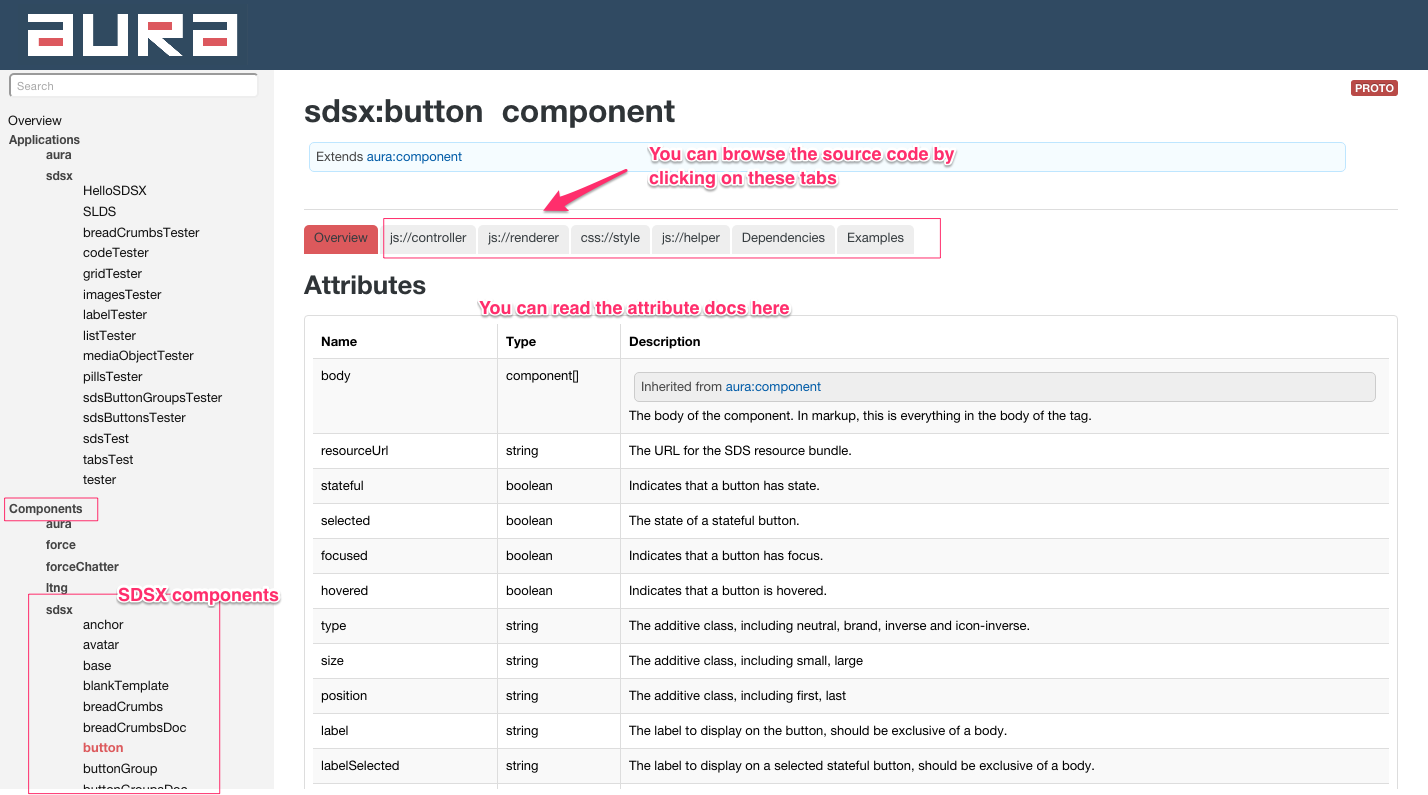 aura
Search
Overview
Applications
aura
sdsx
HelloSDSX
SLDS
breadCrumbsTester
codeTester
gridTester
imagesTester
labelTester
listTester
mediaObjectTester
pillsTester
sdsButtonGroupsTester
sdsButtonsTester
sdsTest
tabsTest
tester
Components
aura
force
forceChatter
ltng
SDSX components
sdsx
anchor
avatar
base
blankTemplate
breadCrumbs
breadCrumbsDoc
button
buttonGroup
buttonGroupsDoc
PROTO
sdsx:button component
Extends aura:component
You can browse the source code by
clicking on these tabs
Overview js://controller js://renderer css://style js://helper Dependencies Examples
Attributes
You can read the attribute docs here
Name Type Description
body component[] Inherited from aura:component
The body of the component. In markup, this is everything in the body of the tag.
resourceUrl string The URL for the SDS resource bundle.
stateful boolean Indicates that a button has state.
selected boolean The state of a stateful button.
focused boolean Indicates that a button has focus.
hovered boolean Indicates that a button is hovered.
type string The additive class, including neutral, brand, inverse and icon-inverse.
size string The additive class, including small, large
position string The additive class, including first, last
label string The label to display on the button, should be exclusive of a body.
labelSelected string The label to display on a selected stateful button, should be exclusive of a body.